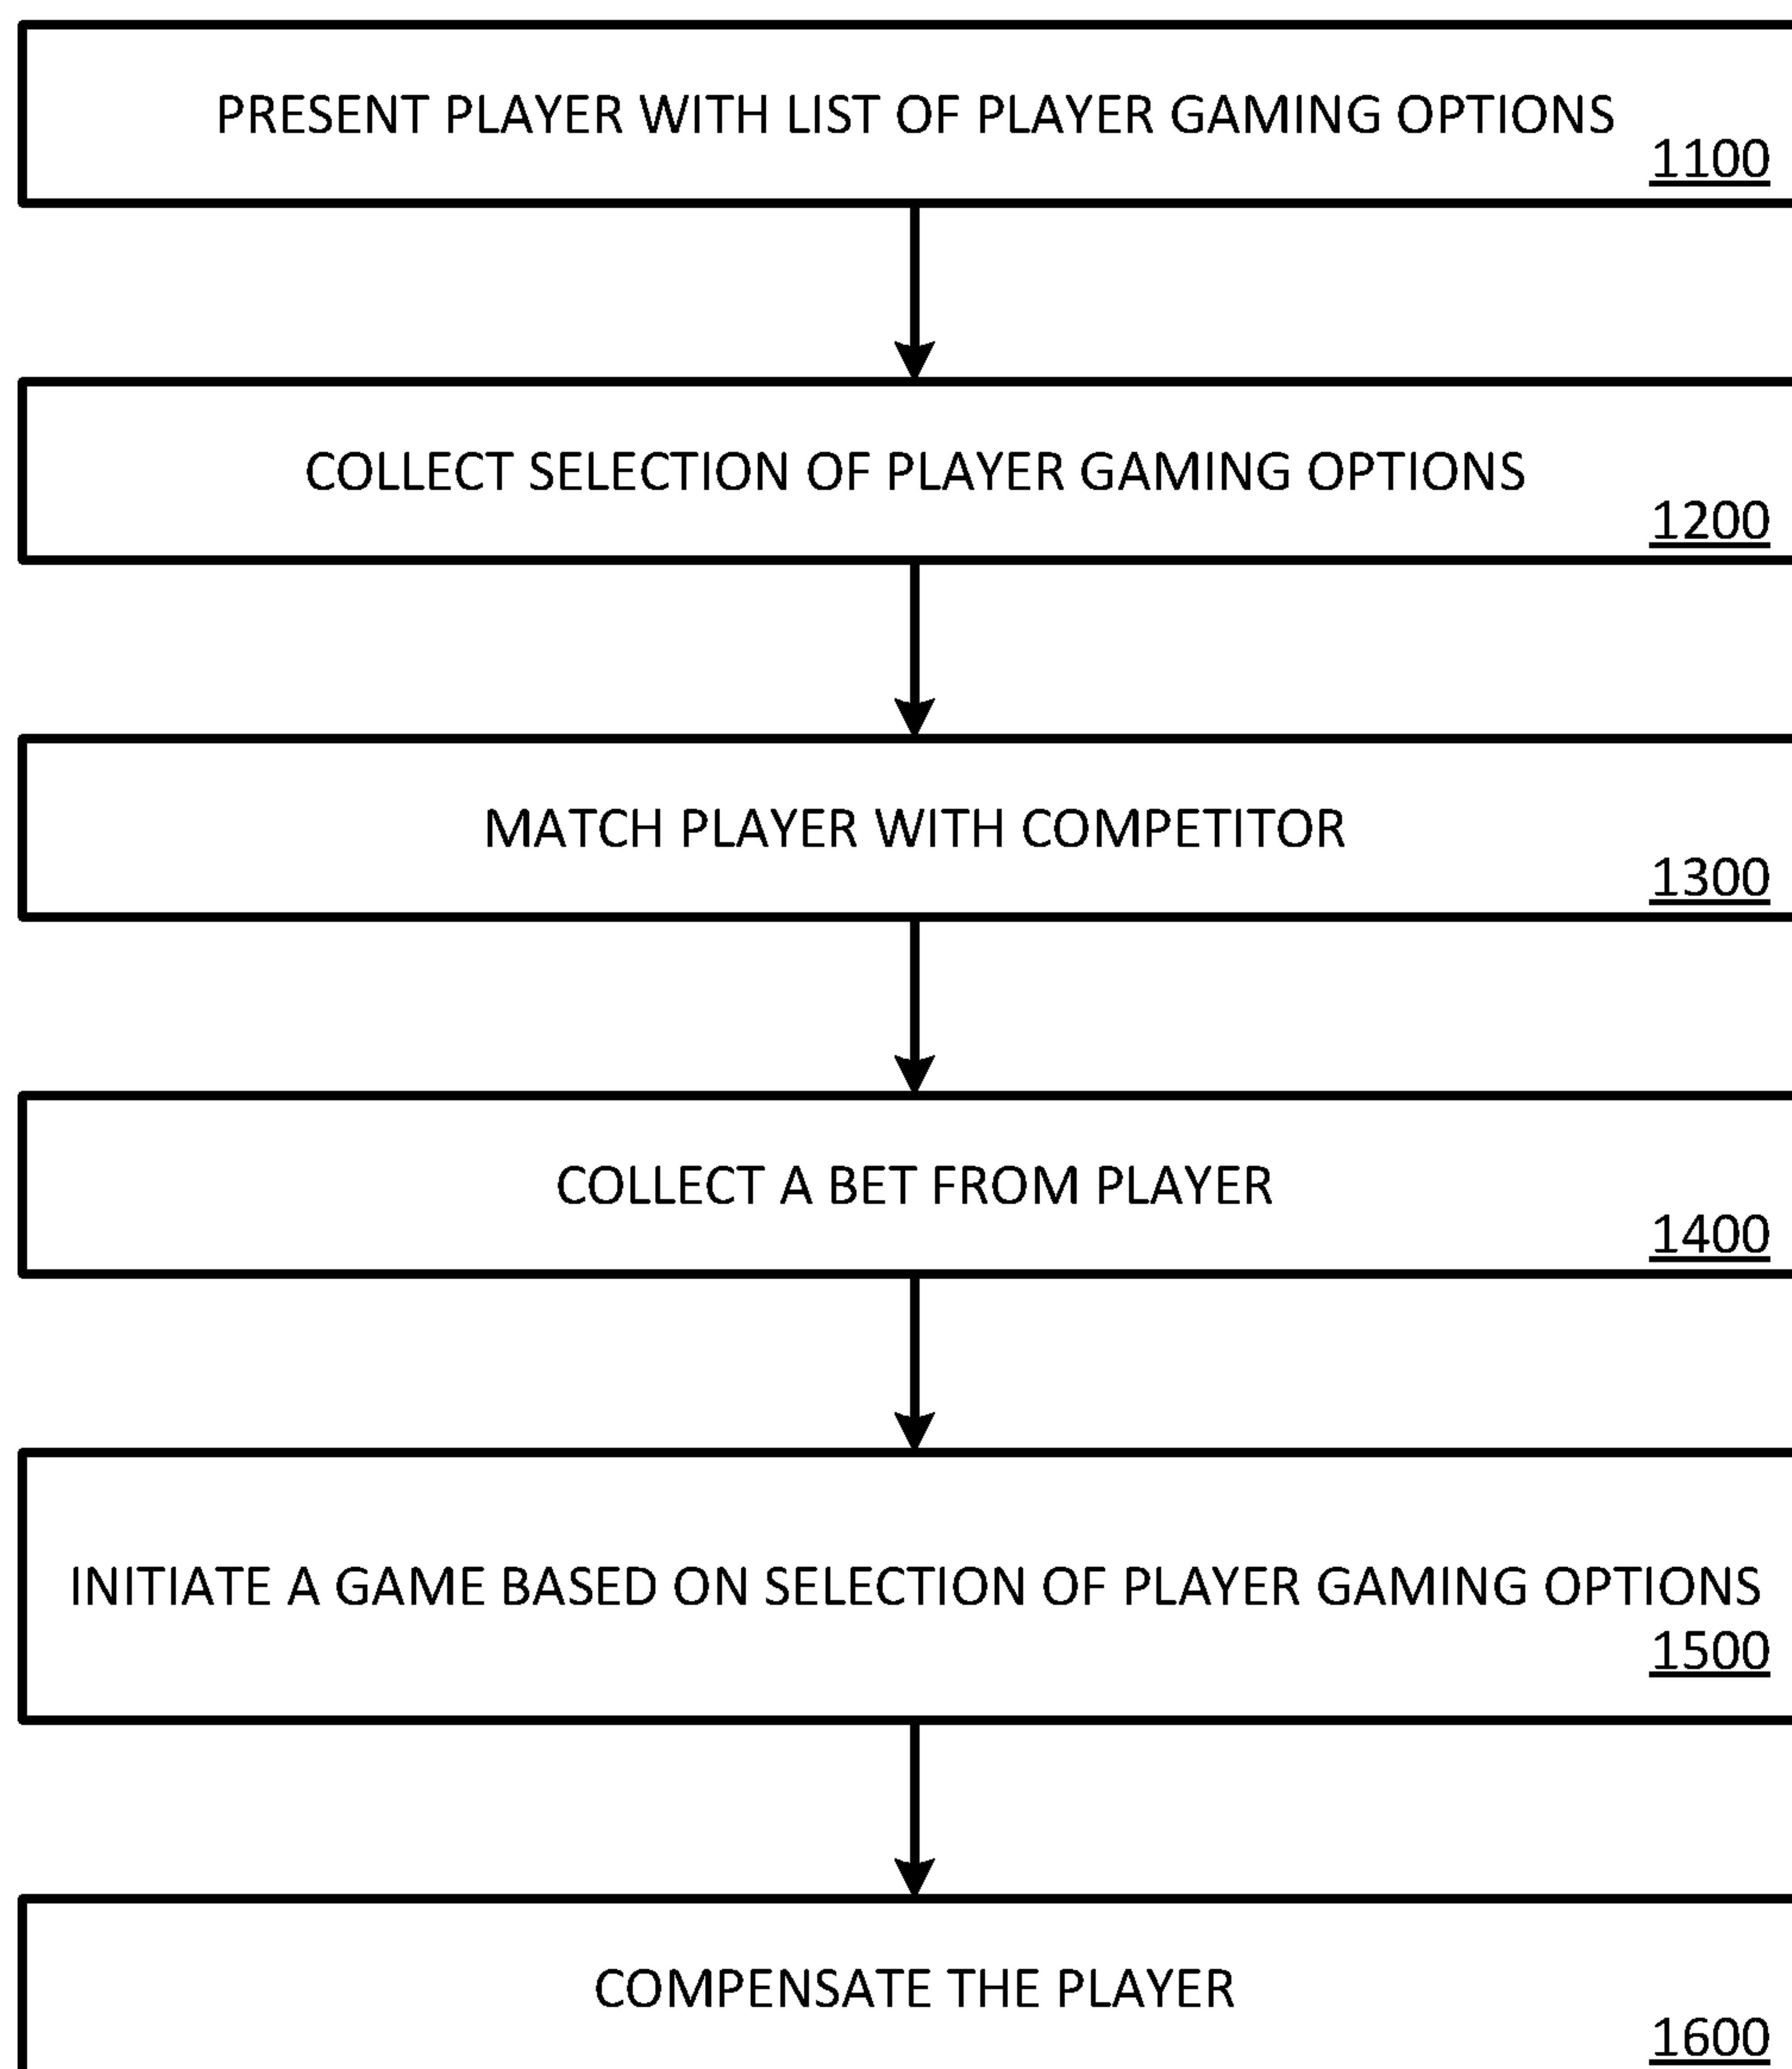 PRESENT PLAYER WITH LIST OF PLAYER GAMING OPTIONS
1100
COLLECT SELECTION OF PLAYER GAMING OPTIONS
1200
MATCH PLAYER WITH COMPETITOR
1300
COLLECT A BET FROM PLAYER
1400
INITIATE A GAME BASED ON SELECTION OF PLAYER GAMING OPTIONS
1500
COMPENSATE THE PLAYER
1600